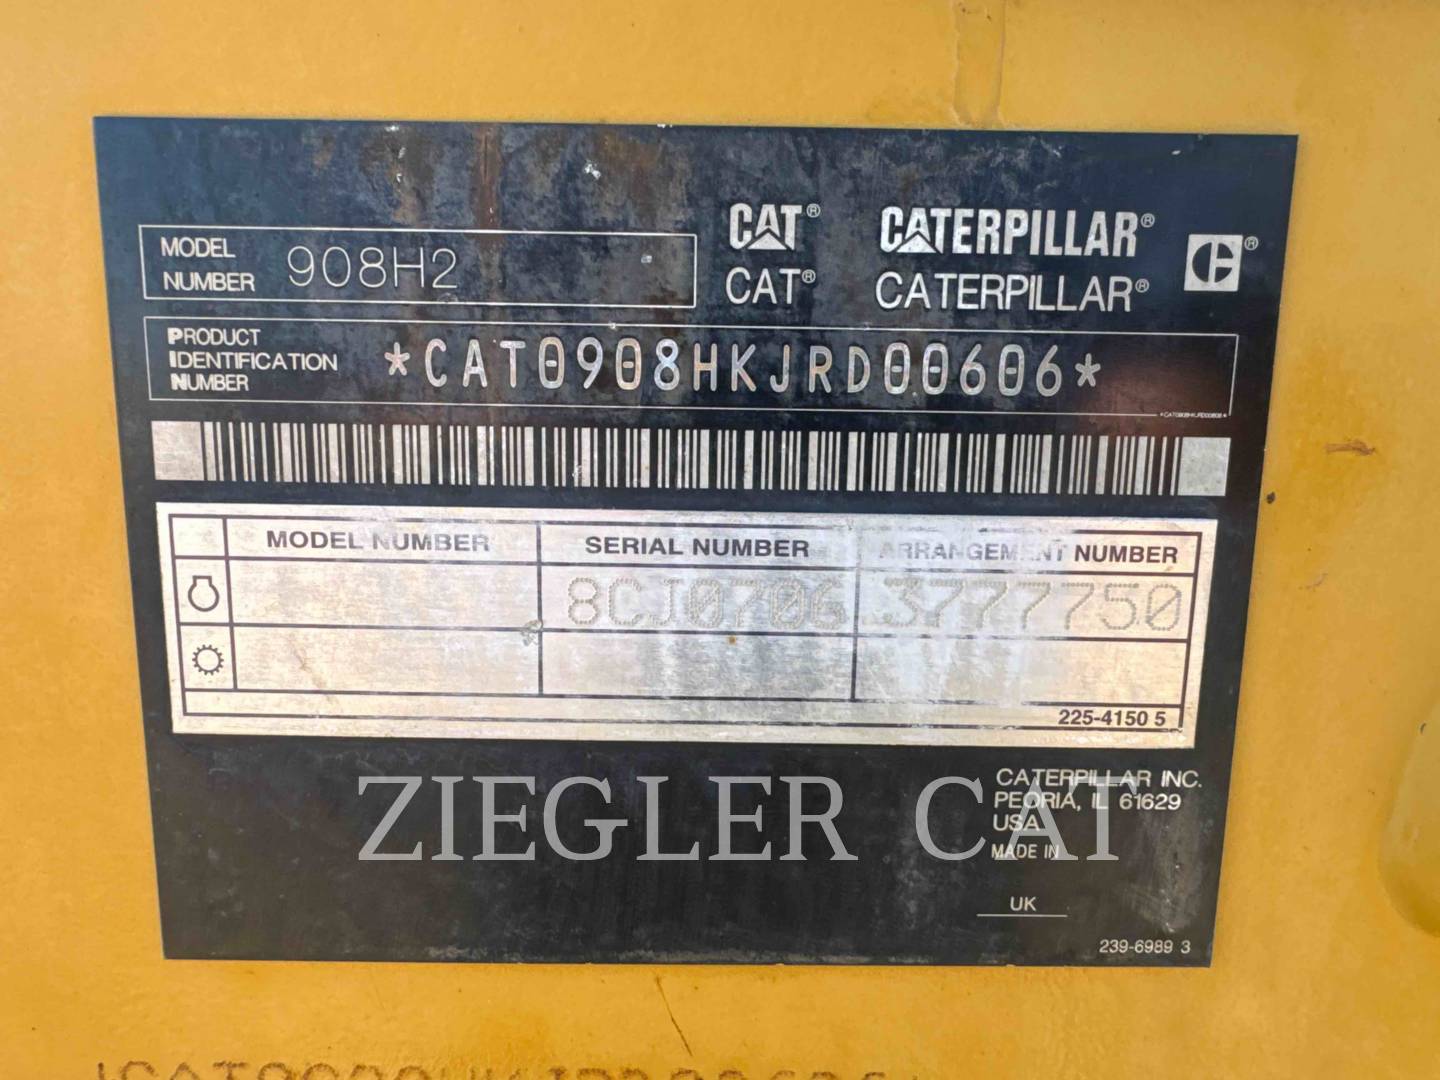 MODEL NUMBER 908H2
CAT® CATERPILLAR®
CAT® CATERPILLAR®
PRODUCT IDENTIFICATION NUMBER *CAT0908HKJRD00606*
*CAT0908HKJRD00606*
MODEL NUMBER SERIAL NUMBER ARRANGEMENT NUMBER
8CJ0706 3777750
225-4150 5
CATERPILLAR INC.
PEORIA, IL 61629
USA
MADE IN
UK
239-6989 3
ZIEGLER CAT